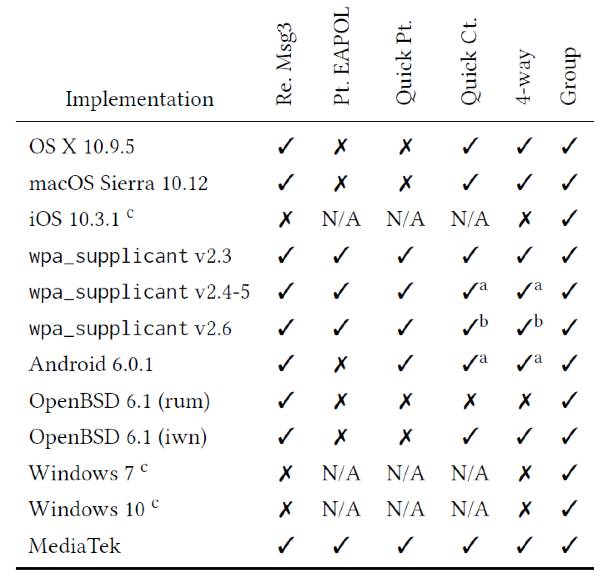 Implementation Re. Msg3 Pt. EAPOL Quick Pt. Quick Ct. 4-way Group
OS X 10.9.5 ✓ ✗ ✗ ✓ ✓ ✓
macOS Sierra 10.12 ✓ ✗ ✗ ✓ ✓ ✓
iOS 10.3.1 c ✗ N/A N/A N/A ✗ ✓
wpa_supplicant v2.3 ✓ ✓ ✓ ✓ ✓ ✓
wpa_supplicant v2.4-5 ✓ ✓ ✓ ✓a ✓a ✓
wpa_supplicant v2.6 ✓ ✓ ✓ ✓b ✓b ✓
Android 6.0.1 ✓ ✗ ✓ ✓a ✓a ✓
OpenBSD 6.1 (rum) ✓ ✗ ✗ ✗ ✗ ✓
OpenBSD 6.1 (iwn) ✓ ✗ ✗ ✓ ✓ ✓
Windows 7 c ✗ N/A N/A N/A ✗ ✓
Windows 10 c ✗ N/A N/A N/A ✗ ✓
MediaTek ✓ ✓ ✓ ✓ ✓ ✓